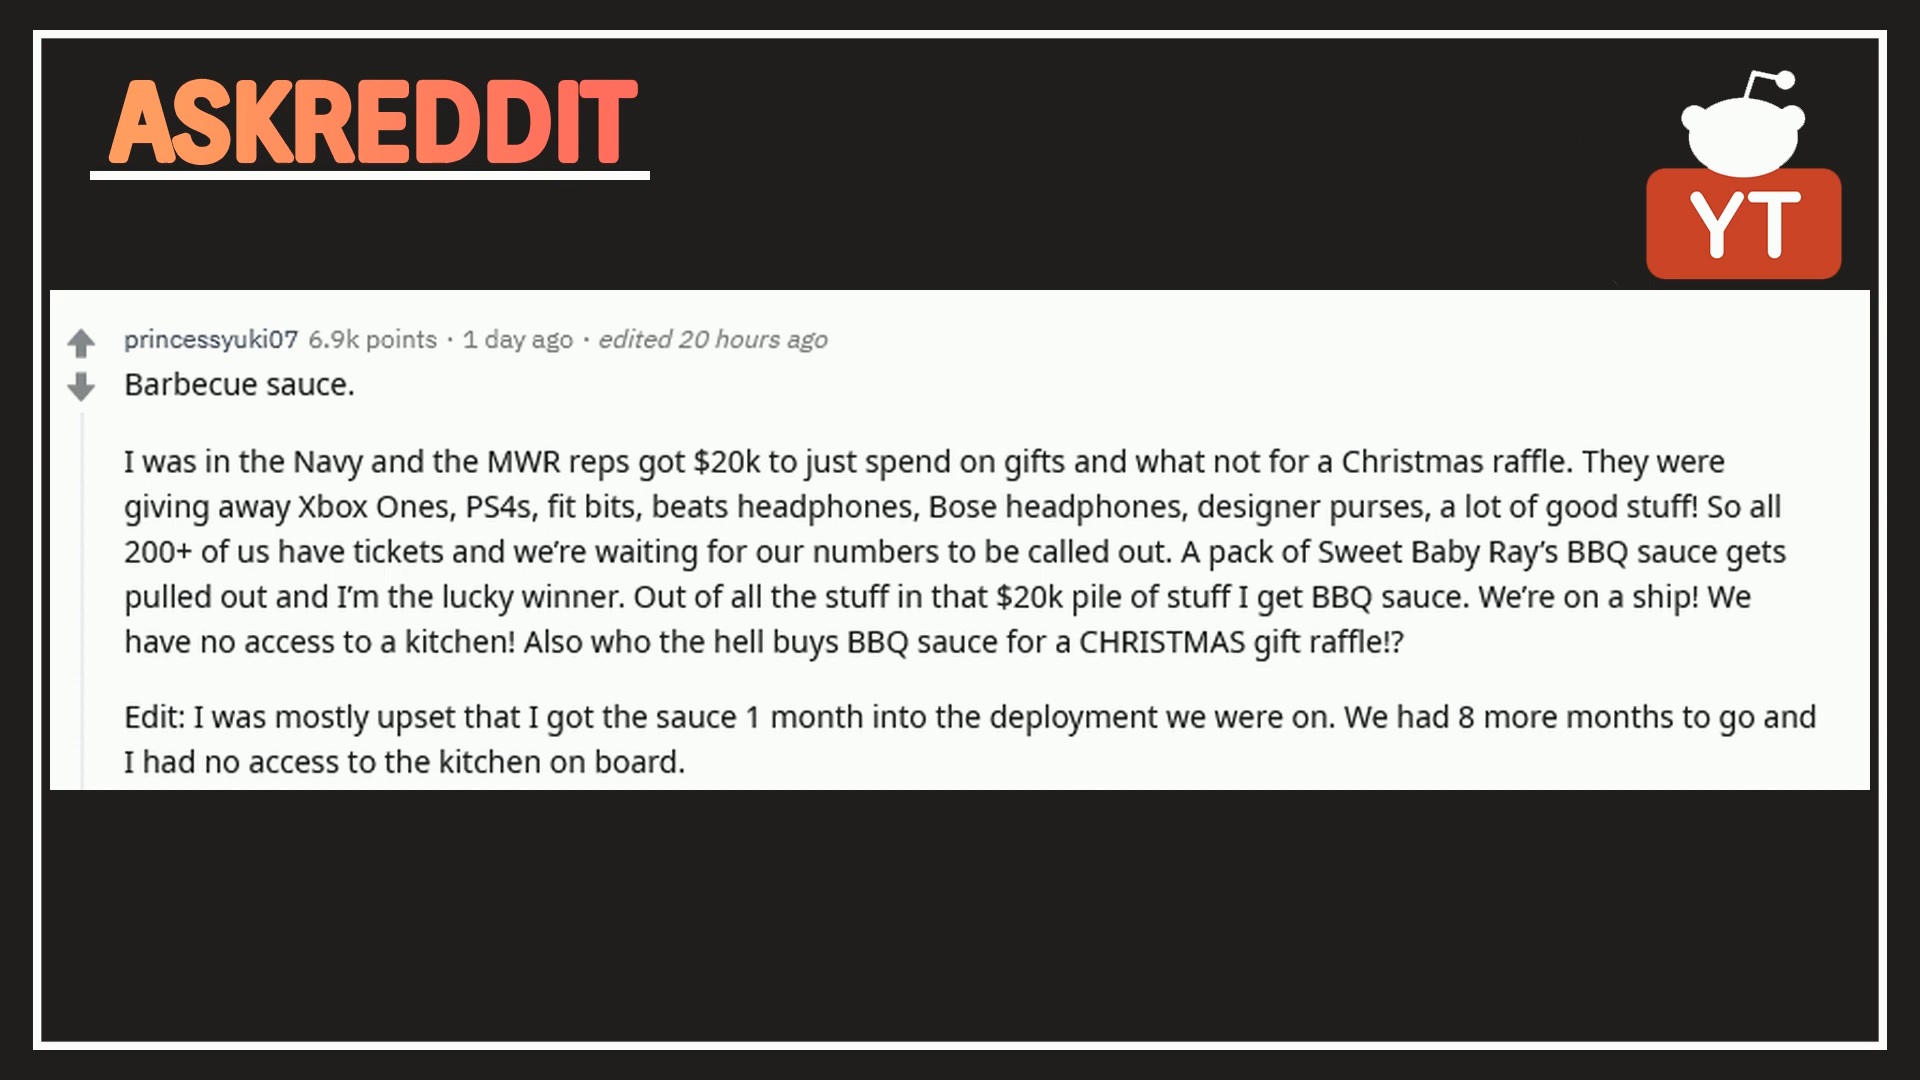 ASKREDDIT
YT
princessyuki07 6.9k points · 1 day ago · edited 20 hours ago
Barbecue sauce.
I was in the Navy and the MWR reps got $20k to just spend on gifts and what not for a Christmas raffle. They were
giving away Xbox Ones, PS4s, fit bits, beats headphones, Bose headphones, designer purses, a lot of good stuff! So all
200+ of us have tickets and we’re waiting for our numbers to be called out. A pack of Sweet Baby Ray’s BBQ sauce gets
pulled out and I’m the lucky winner. Out of all the stuff in that $20k pile of stuff I get BBQ sauce. We’re on a ship! We
have no access to a kitchen! Also who the hell buys BBQ sauce for a CHRISTMAS gift raffle!?
Edit: I was mostly upset that I got the sauce 1 month into the deployment we were on. We had 8 more months to go and
I had no access to the kitchen on board.